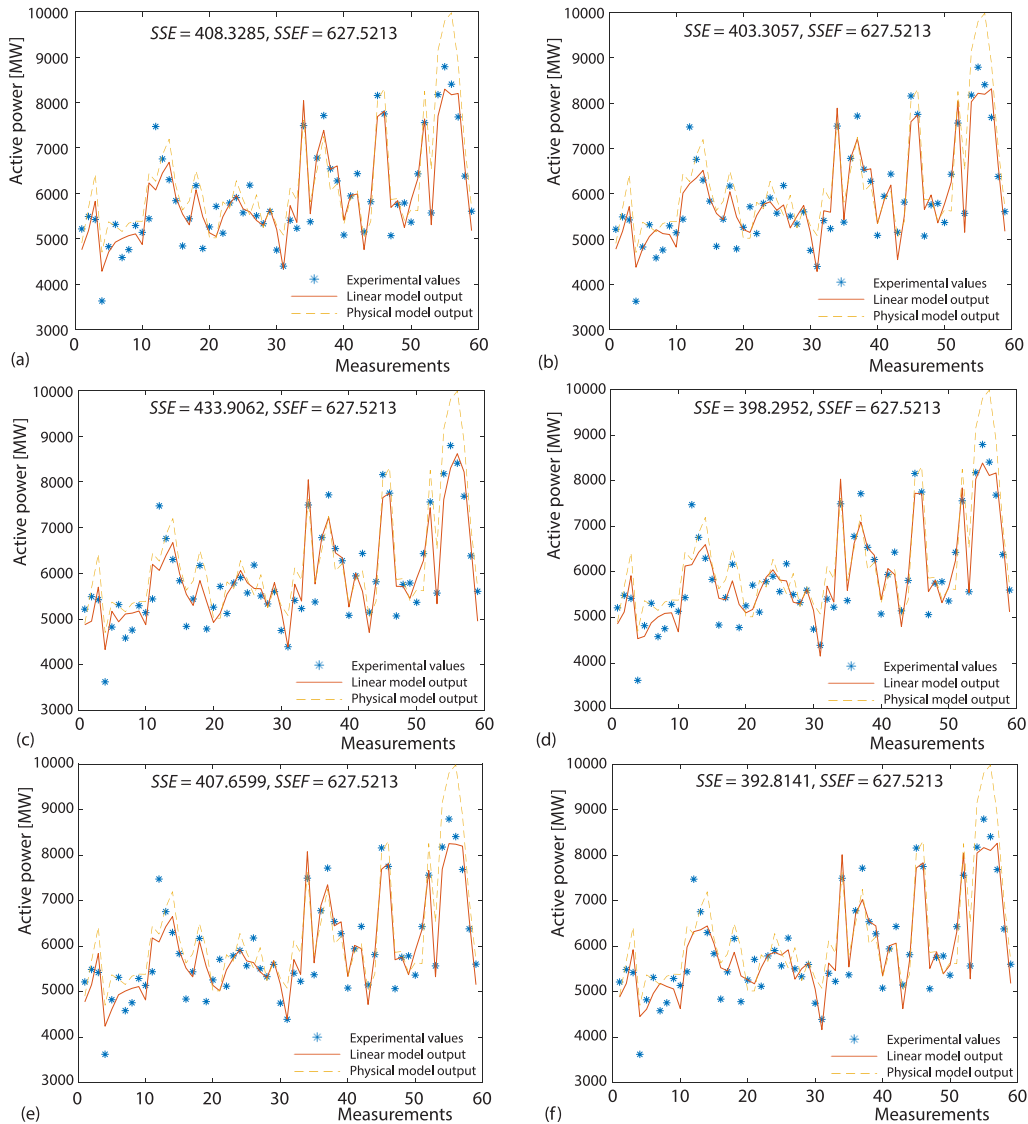 SSE = 408.3285, SSEF = 627.5213
Active power [MW]
10000
9000
8000
7000
6000
5000
4000
3000
0
10
20
30
40
50
60
Experimental values
Linear model output
Physical model output
Measurements
(a)
SSE = 403.3057, SSEF = 627.5213
Active power [MW]
10000
9000
8000
7000
6000
5000
4000
3000
0
10
20
30
40
50
60
Experimental values
Linear model output
Physical model output
Measurements
(b)
SSE = 433.9062, SSEF = 627.5213
Active power [MW]
10000
9000
8000
7000
6000
5000
4000
3000
0
10
20
30
40
50
60
Experimental values
Linear model output
Physical model output
Measurements
(c)
SSE = 398.2952, SSEF = 627.5213
Active power [MW]
10000
9000
8000
7000
6000
5000
4000
3000
0
10
20
30
40
50
60
Experimental values
Linear model output
Physical model output
Measurements
(d)
SSE = 407.6599, SSEF = 627.5213
Active power [MW]
10000
9000
8000
7000
6000
5000
4000
3000
0
10
20
30
40
50
60
Experimental values
Linear model output
Physical model output
Measurements
(e)
SSE = 392.8141, SSEF = 627.5213
Active power [MW]
10000
9000
8000
7000
6000
5000
4000
3000
0
10
20
30
40
50
60
Experimental values
Linear model output
Physical model output
Measurements
(f)